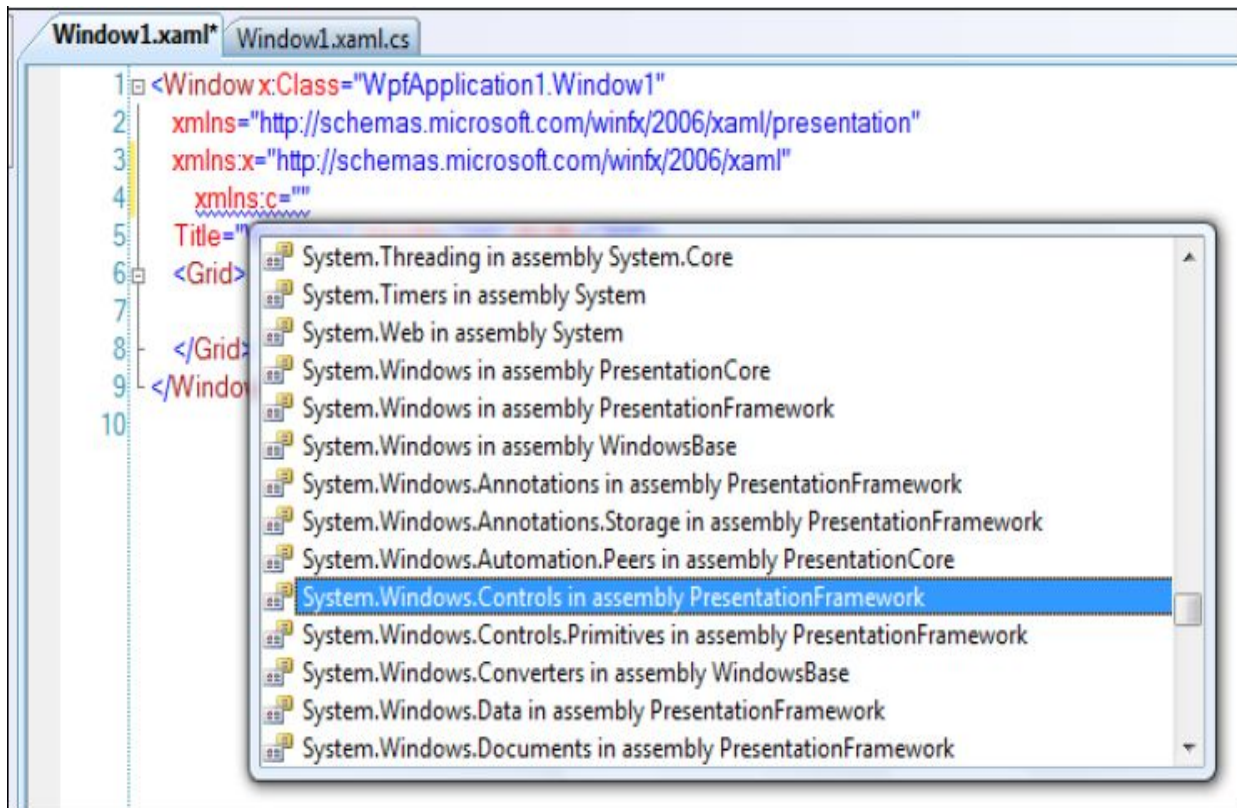 Window1.xaml* Window1.xaml.cs
1 <Window x:Class="WpfApplication1.Window1"
2 xmlns="http://schemas.microsoft.com/winfx/2006/xaml/presentation"
3 xmlns:x="http://schemas.microsoft.com/winfx/2006/xaml"
4 xmlns:c=""
5 Title="
6 <Grid>
7
8 </Grid>
9 </Window
10
System.Threading in assembly System.Core
System.Timers in assembly System
System.Web in assembly System
System.Windows in assembly PresentationCore
System.Windows in assembly PresentationFramework
System.Windows in assembly WindowsBase
System.Windows.Annotations in assembly PresentationFramework
System.Windows.Annotations.Storage in assembly PresentationFramework
System.Windows.Automation.Peers in assembly PresentationCore
System.Windows.Controls in assembly PresentationFramework
System.Windows.Controls.Primitives in assembly PresentationFramework
System.Windows.Converters in assembly WindowsBase
System.Windows.Data in assembly PresentationFramework
System.Windows.Documents in assembly PresentationFramework